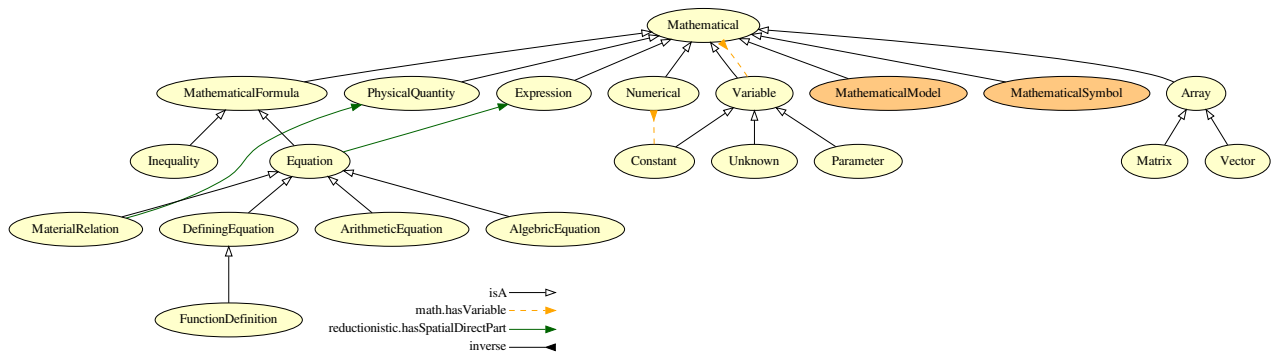 Mathematical
MathematicalFormula
PhysicalQuantity
Expression
Numerical
Variable
MathematicalModel
MathematicalSymbol
Array
Inequality
Equation
Constant
Unknown
Parameter
Matrix
Vector
MaterialRelation
DefiningEquation
ArithmeticEquation
AlgebricEquation
FunctionDefinition
isA
math.hasVariable
reductionistic.hasSpatialDirectPart
inverse